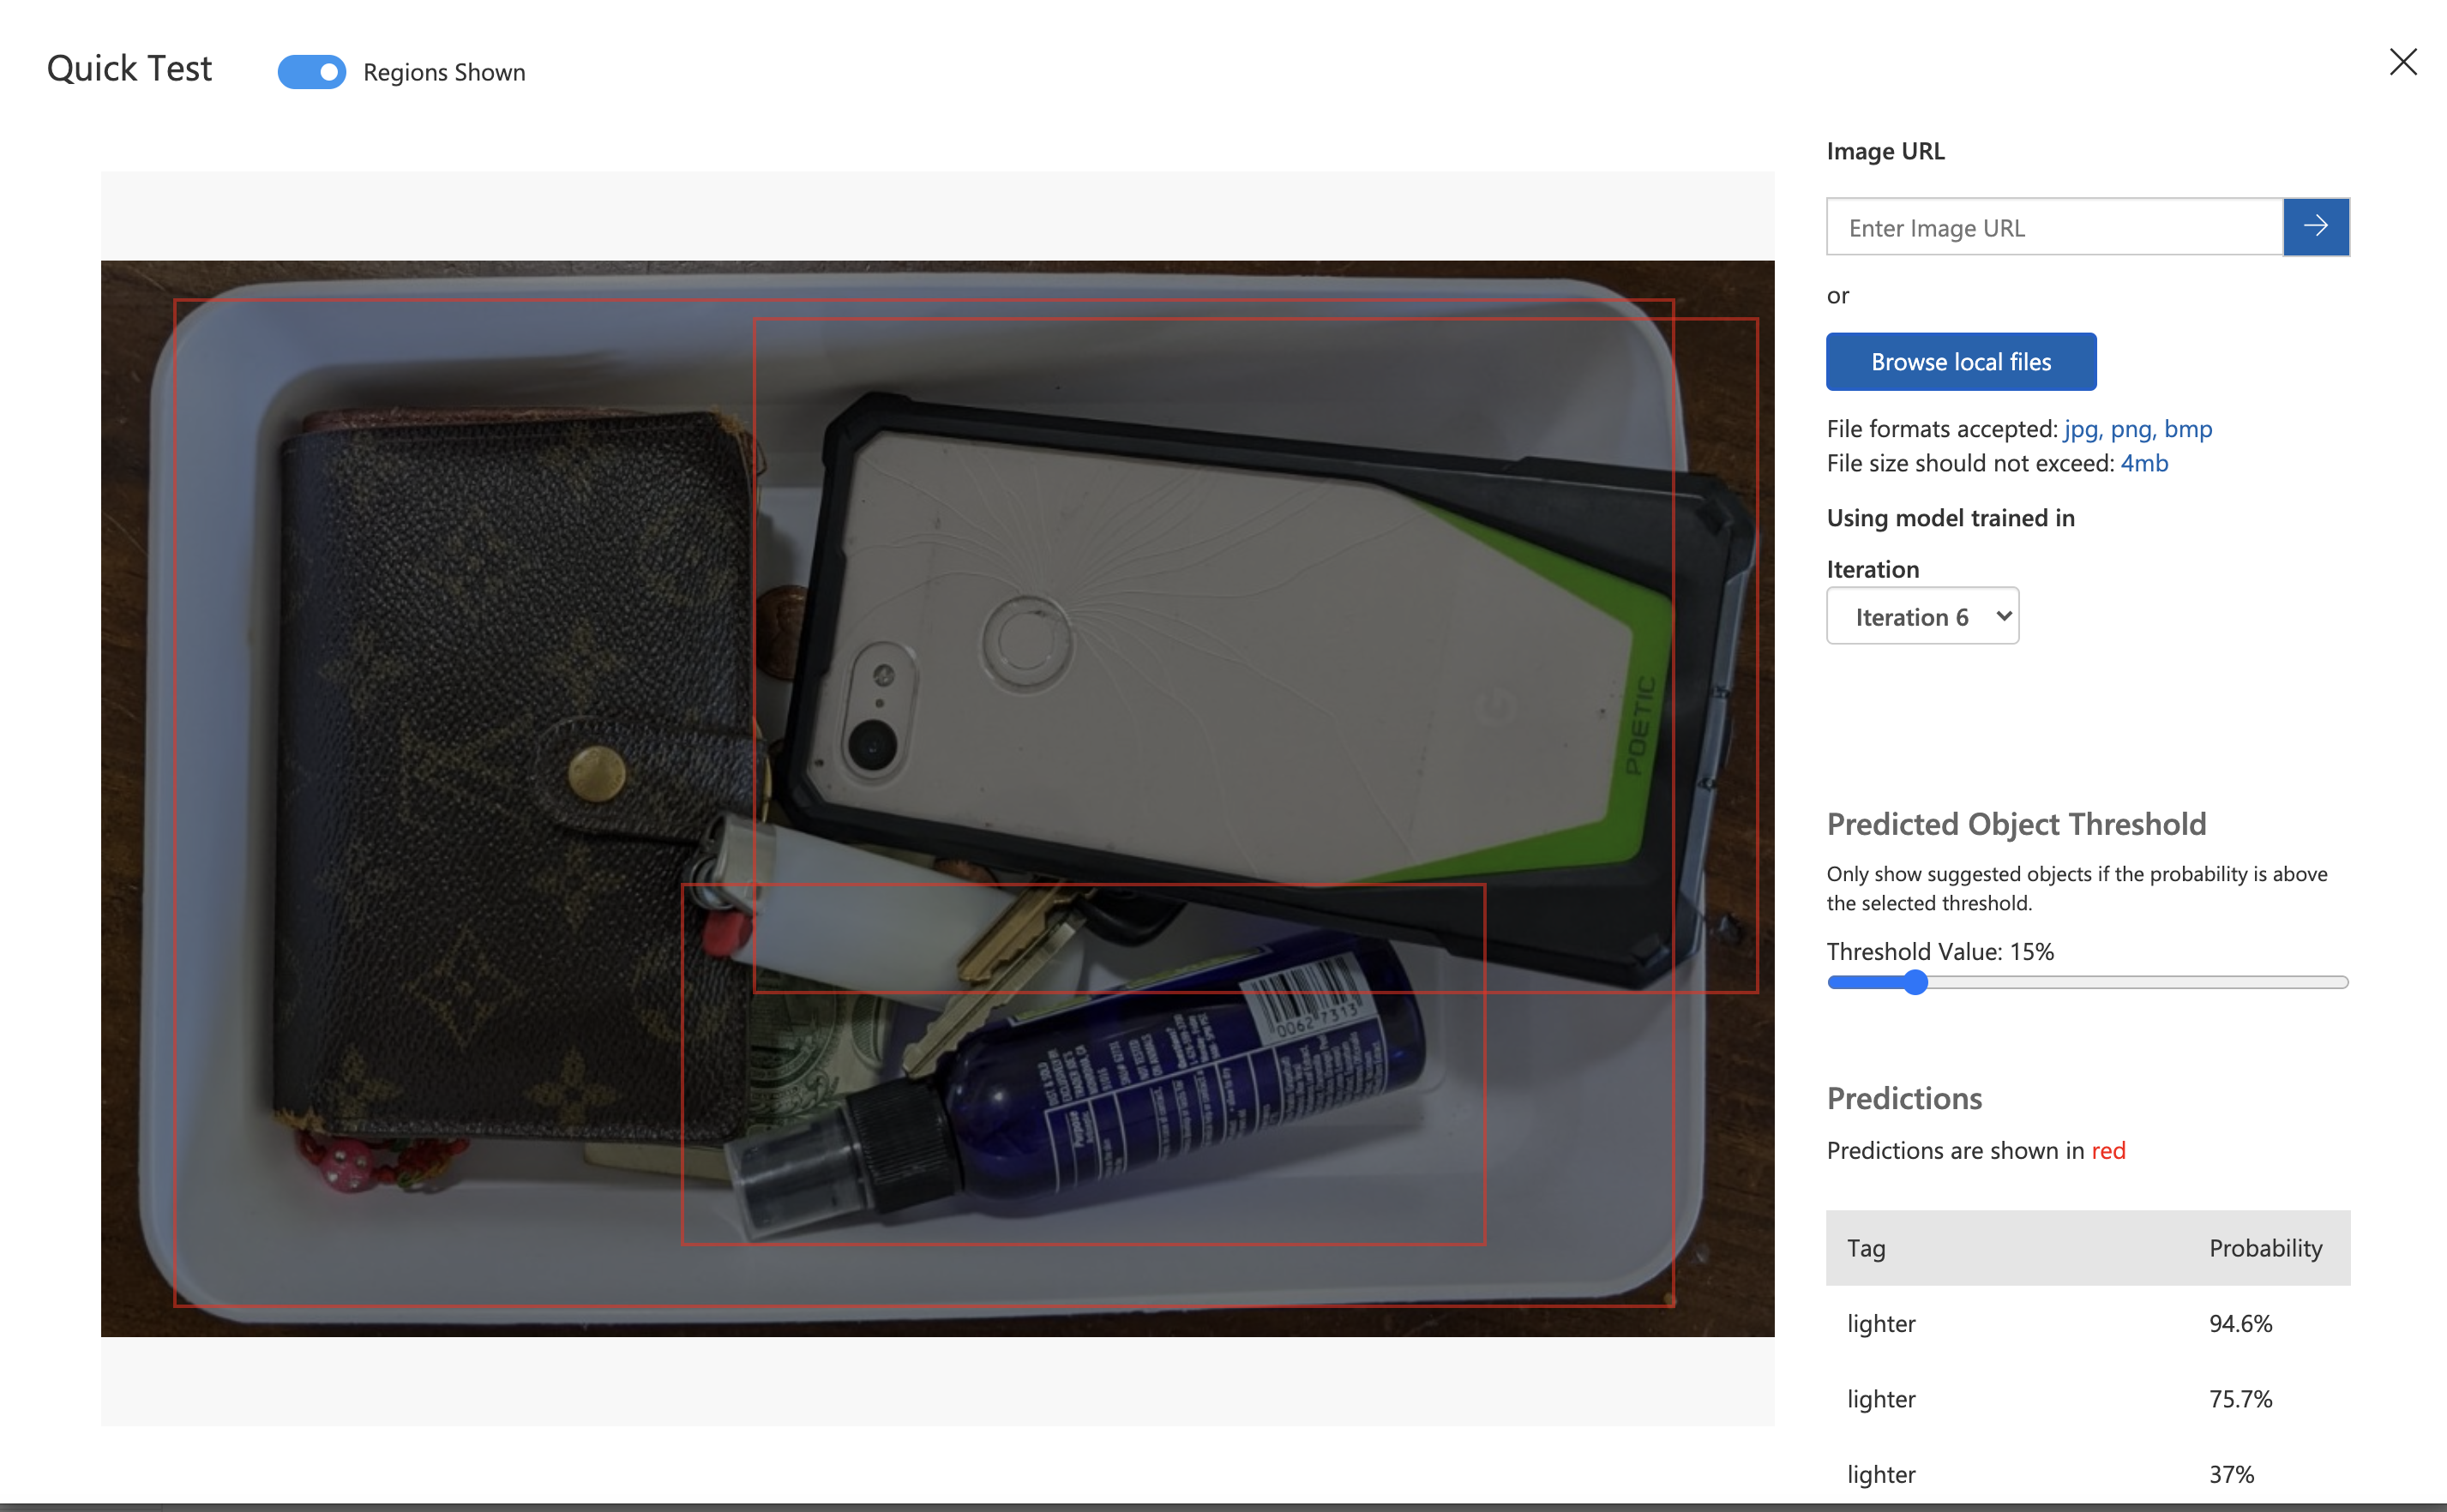 Quick Test
Regions Shown
Image URL
Enter Image URL
or
Browse local files
File formats accepted: jpg, png, bmp
File size should not exceed: 4mb
Using model trained in
Iteration
Iteration 6
POETIC
G
0062 7313
Predicted Object Threshold
Only show suggested objects if the probability is above
the selected threshold.
Threshold Value: 15%
Predictions
Predictions are shown in red
Tag Probability
lighter 94.6%
lighter 75.7%
lighter 37%